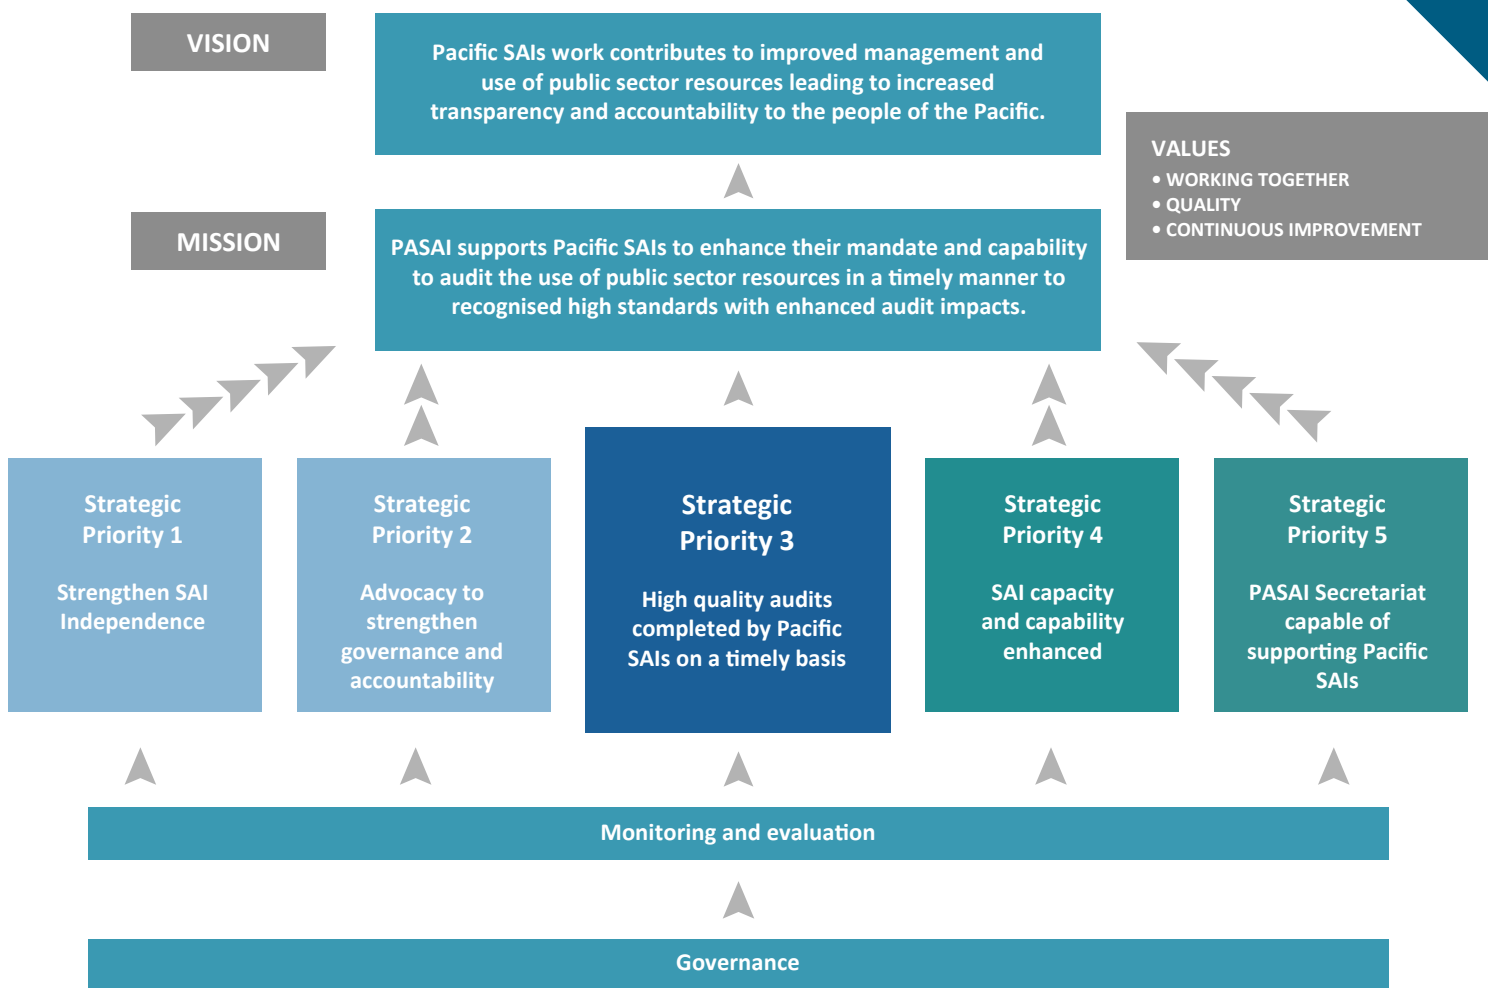 VISION
Pacific SAIs work contributes to improved management and
use of public sector resources leading to increased
transparency and accountability to the people of the Pacific.
VALUES
• WORKING TOGETHER
• QUALITY
• CONTINUOUS IMPROVEMENT
MISSION
PASAI supports Pacific SAIs to enhance their mandate and capability
to audit the use of public sector resources in a timely manner to
recognised high standards with enhanced audit impacts.
Strategic
Priority 1
Strengthen SAI
Independence
Strategic
Priority 2
Advocacy to
strengthen
governance and
accountability
Strategic
Priority 3
High quality audits
completed by Pacific
SAIs on a timely basis
Strategic
Priority 4
SAI capacity
and capability
enhanced
Strategic
Priority 5
PASAI Secretariat
capable of
supporting Pacific
SAIs
Monitoring and evaluation
Governance